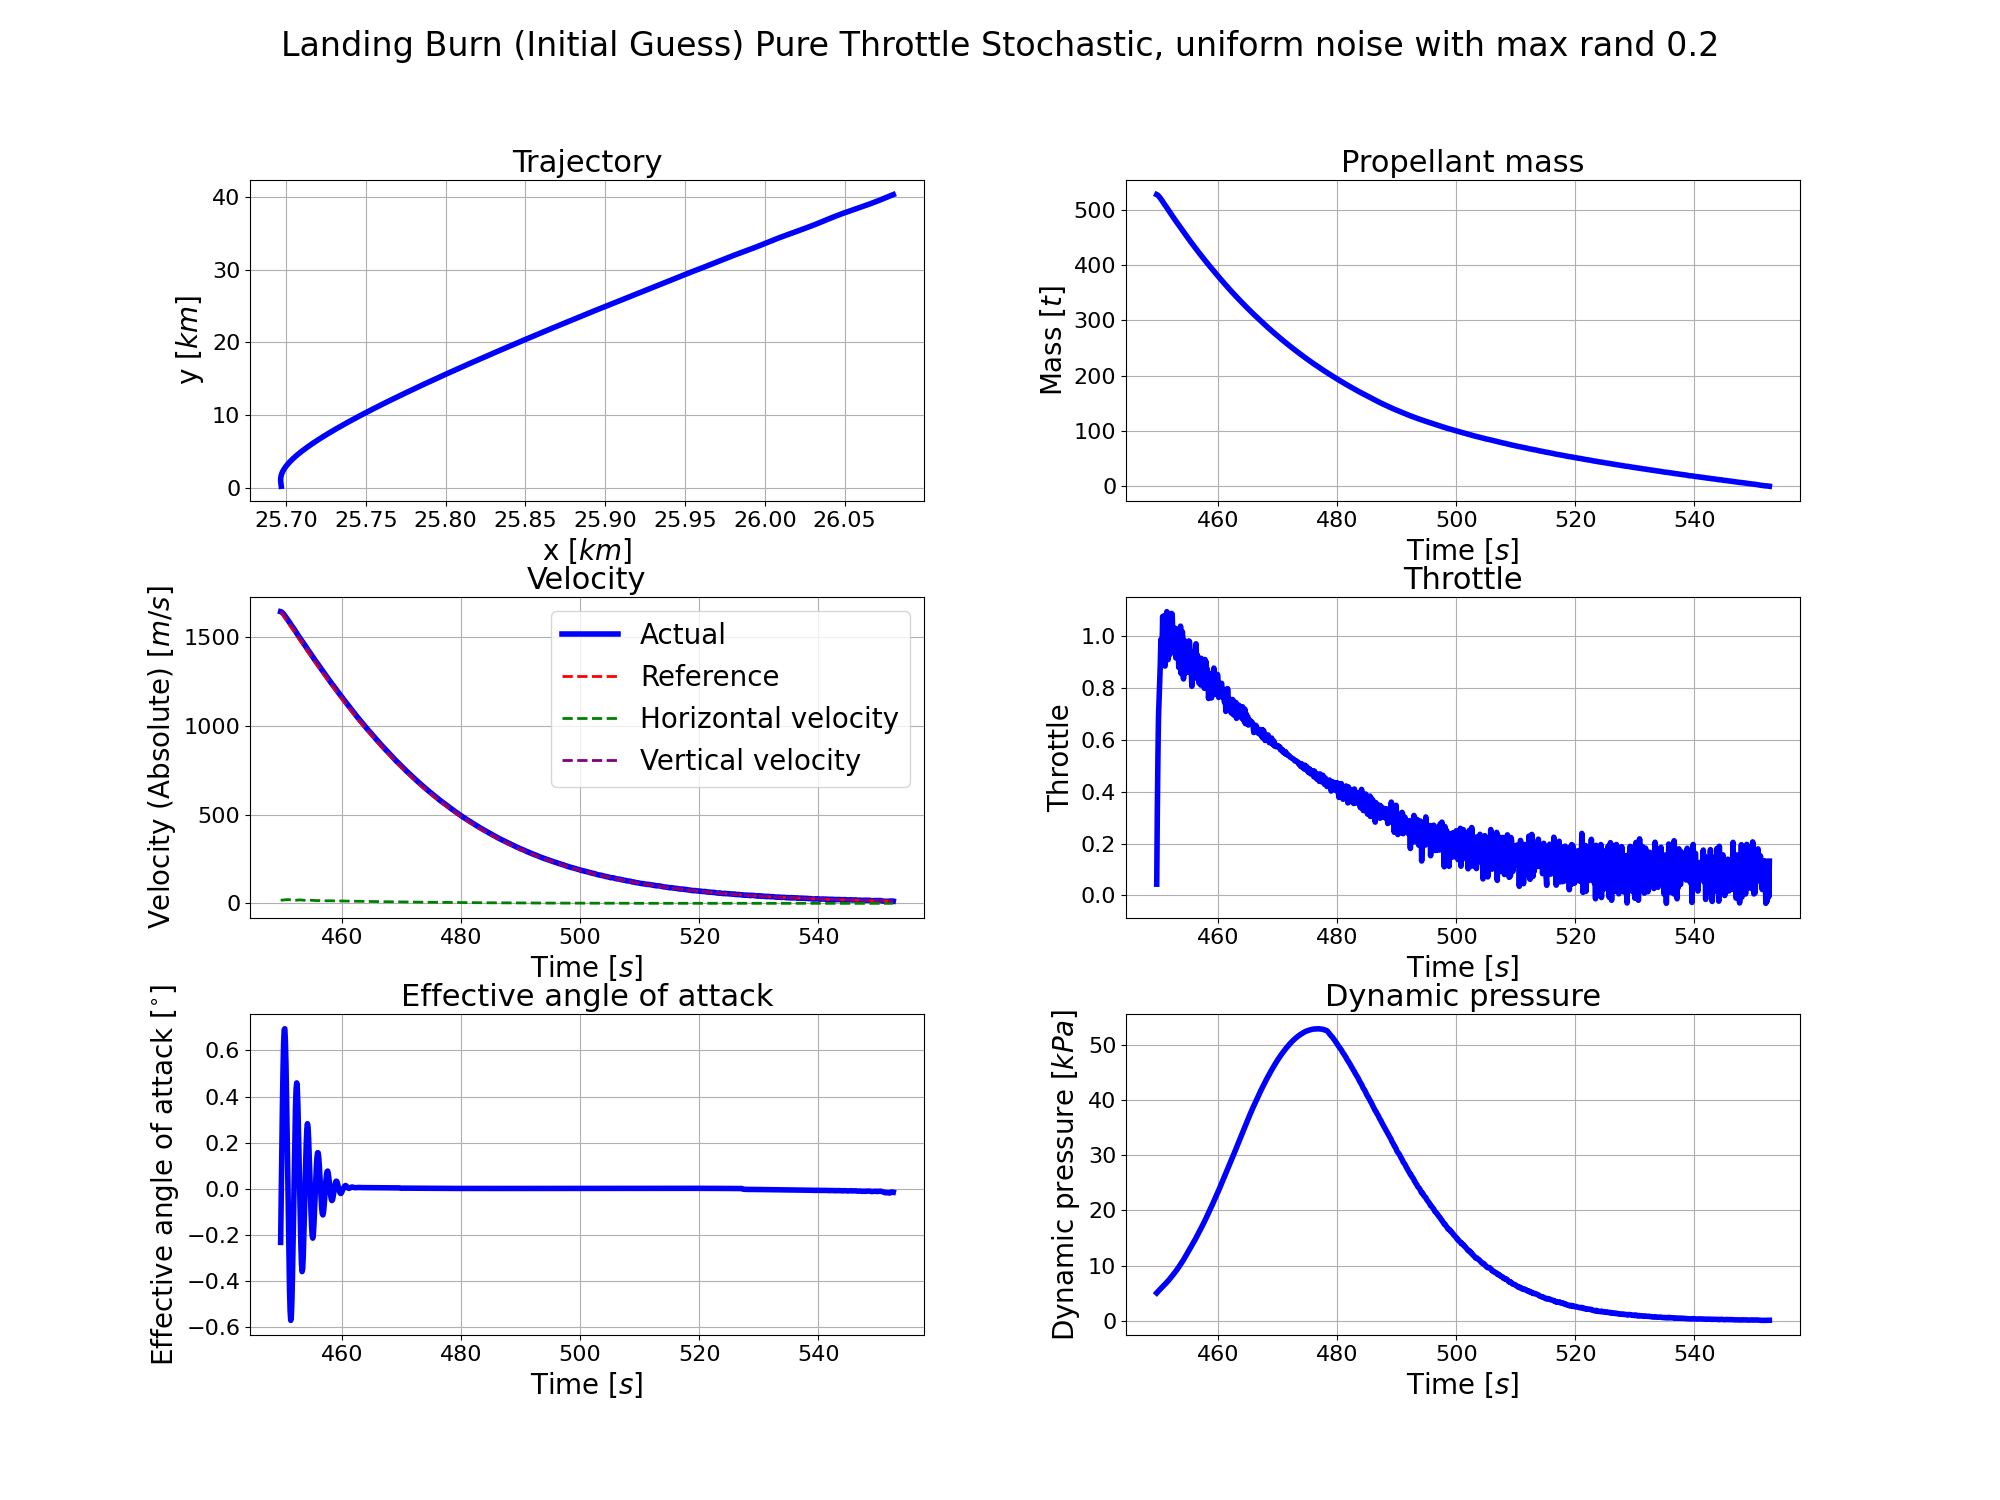 Landing Burn (Initial Guess) Pure Throttle Stochastic, uniform noise with max rand 0.2
Trajectory
y [km]
40
30
20
10
0
25.70 25.75 25.80 25.85 25.90 25.95 26.00 26.05
x [km]
Propellant mass
Mass [t]
500
400
300
200
100
0
460 480 500 520 540
Time [s]
Velocity
Velocity (Absolute) [m/s]
1500
1000
500
0
Actual
Reference
Horizontal velocity
Vertical velocity
460 480 500 520 540
Time [s]
Throttle
Throttle
1.0
0.8
0.6
0.4
0.2
0.0
460 480 500 520 540
Time [s]
Effective angle of attack
Effective angle of attack [°]
0.6
0.4
0.2
0.0
−0.2
−0.4
−0.6
460 480 500 520 540
Time [s]
Dynamic pressure
Dynamic pressure [kPa]
50
40
30
20
10
0
460 480 500 520 540
Time [s]